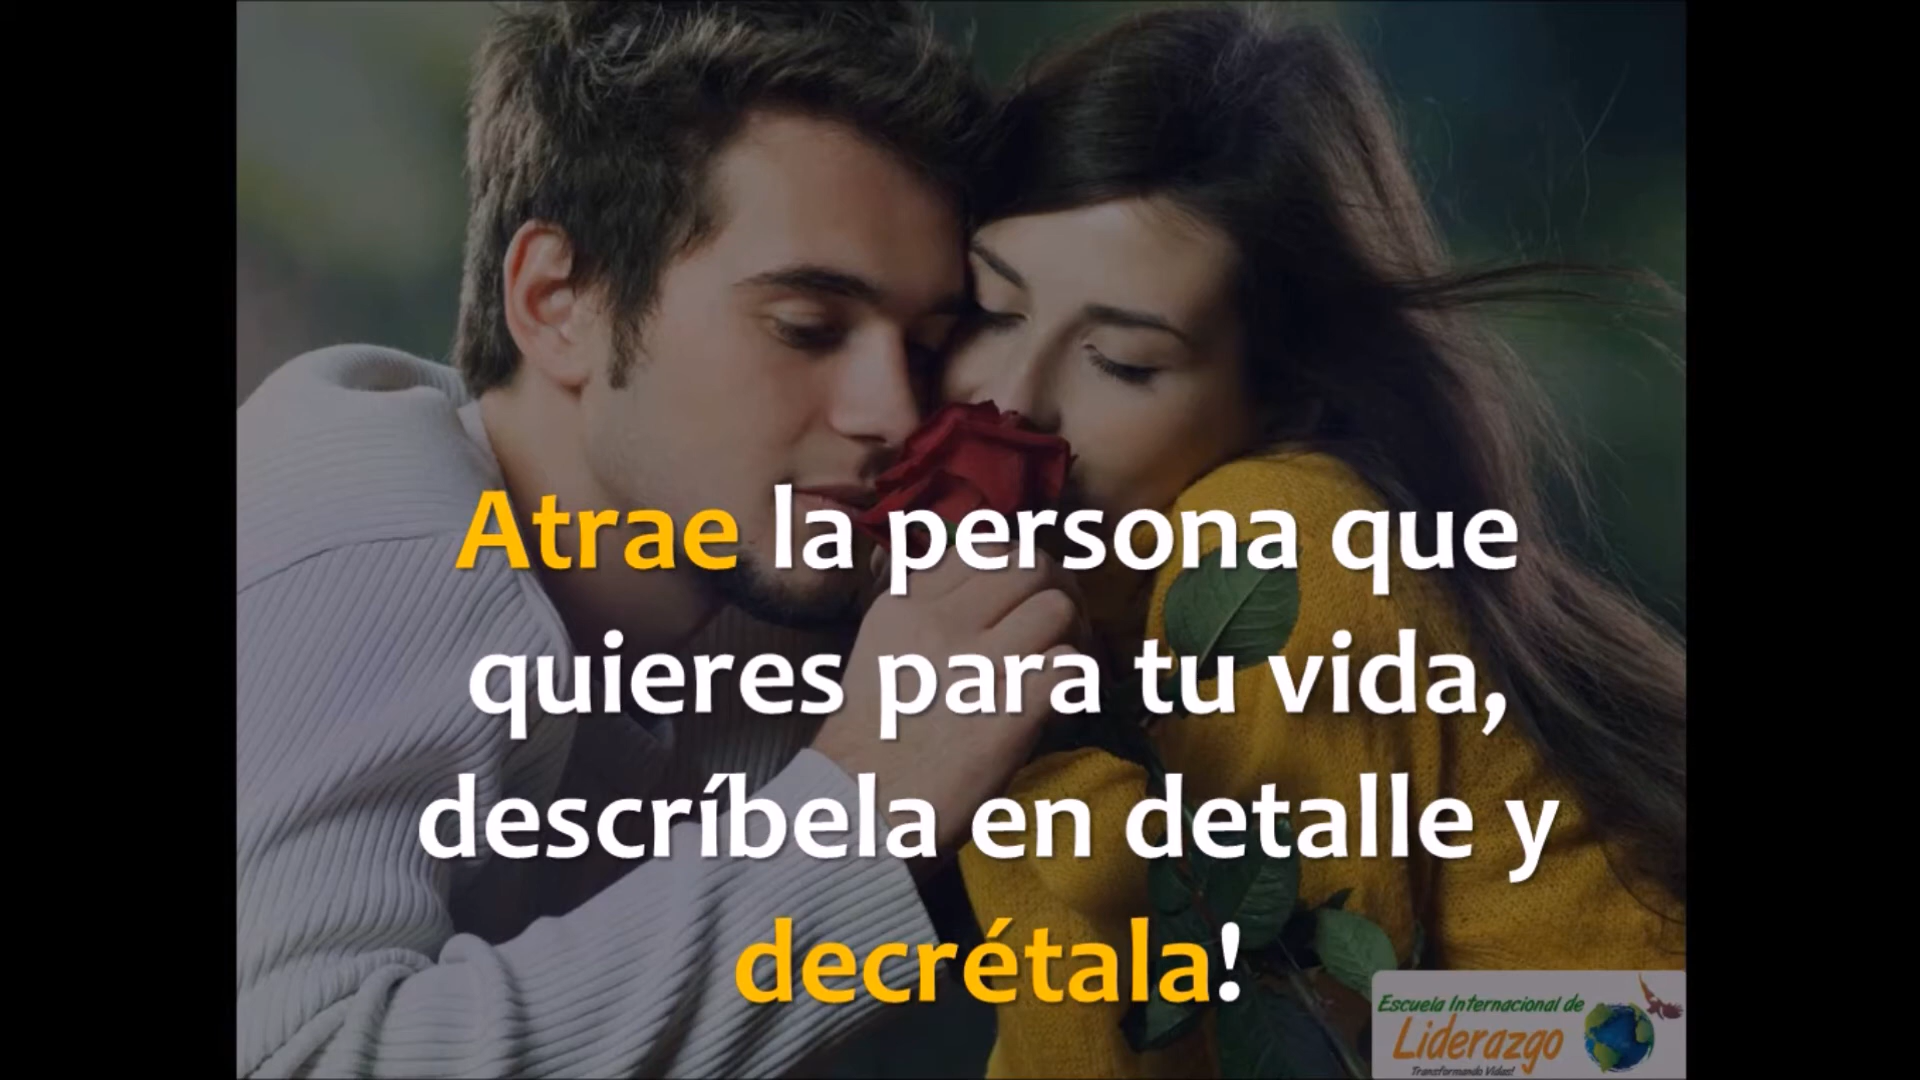 Atrae la persona que
quieres para tu vida,
descríbela en detalle y
decrétala!
Escuela Internacional de
Liderazgo
Transformando Vidas!